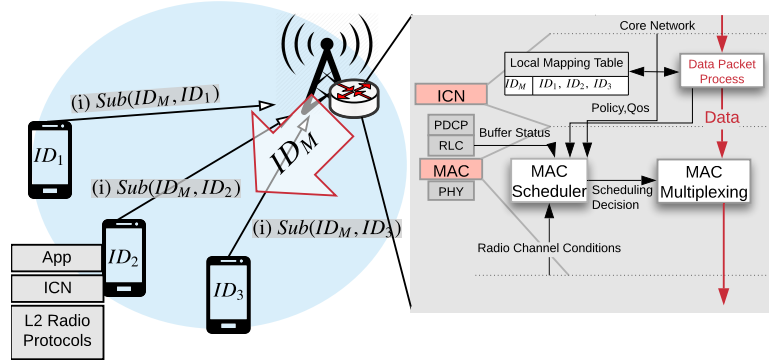 (i) Sub(ID_M, ID_1)
ID_1
ID_M
(i) Sub(ID_M, ID_2)
ID_2
(i) Sub(ID_M, ID_3)
ID_3
App
ICN
L2 Radio
Protocols
Core Network
Local Mapping Table
ID_M ID_1, ID_2, ID_3
Data Packet
Process
ICN
Policy,Qos
Data
PDCP
Buffer Status
RLC
MAC
PHY
MAC
Scheduler
Scheduling
Decision
MAC
Multiplexing
Radio Channel Conditions